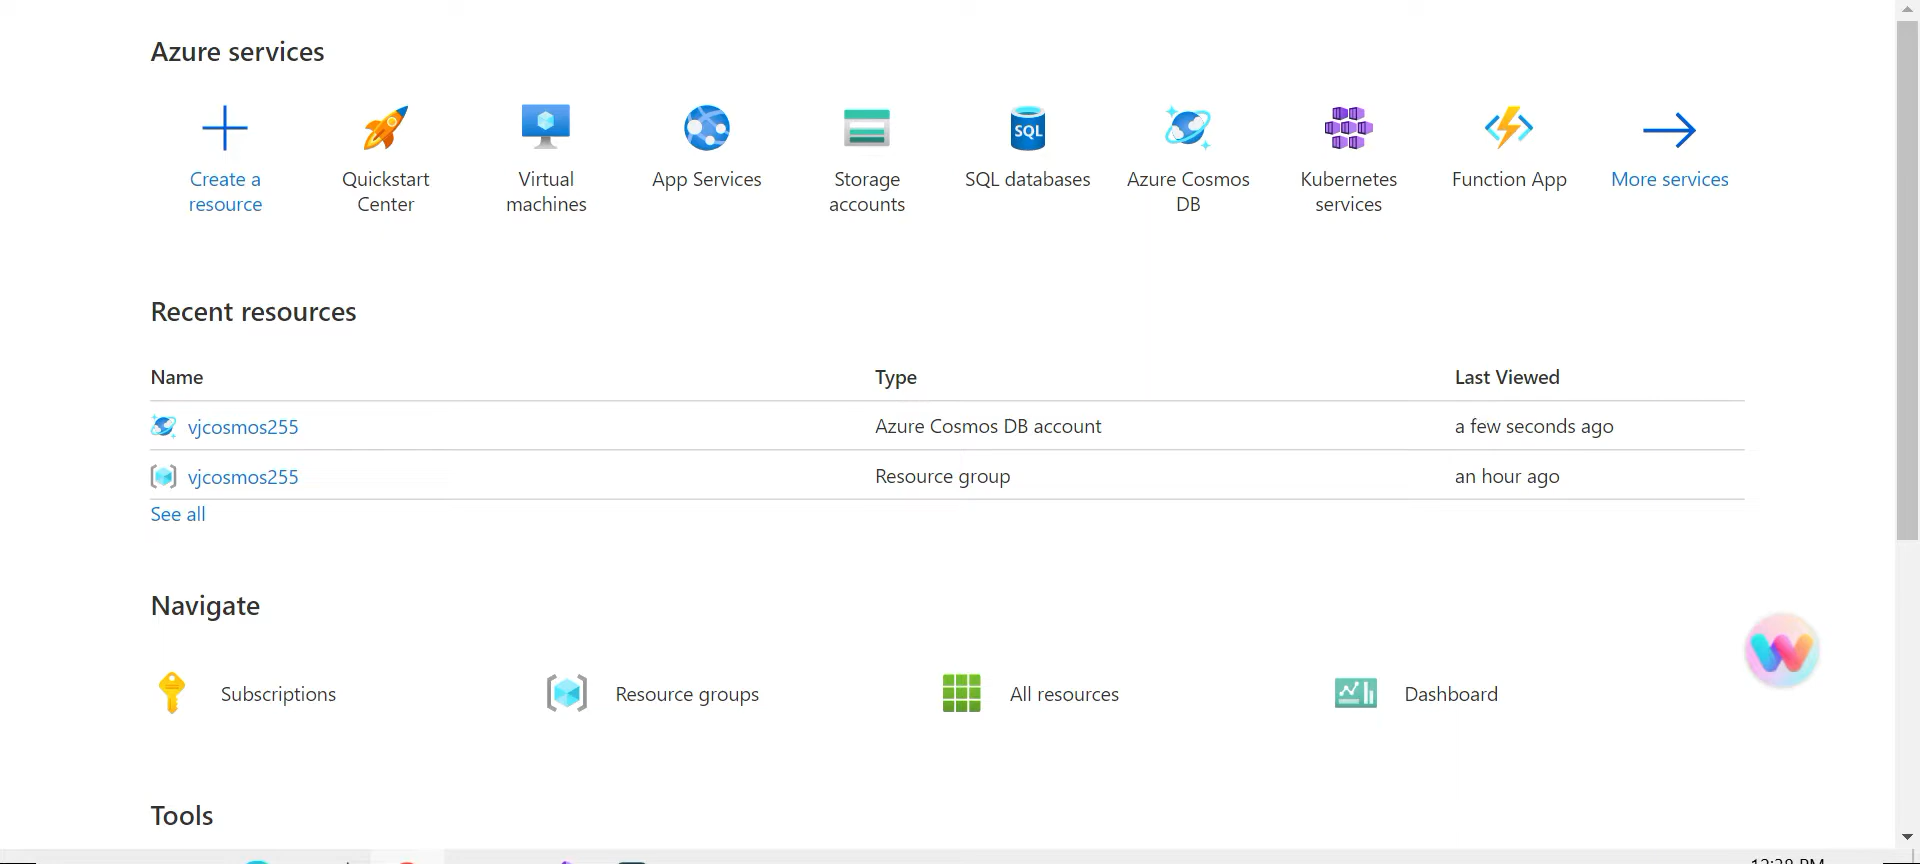 Azure services
Create a resource
Quickstart Center
Virtual machines
App Services
Storage accounts
SQL
SQL databases
Azure Cosmos DB
Kubernetes services
Function App
More services
Recent resources
Name Type Last Viewed
vjcosmos255 Azure Cosmos DB account a few seconds ago
vjcosmos255 Resource group an hour ago
See all
Navigate
Subscriptions Resource groups All resources Dashboard
Tools